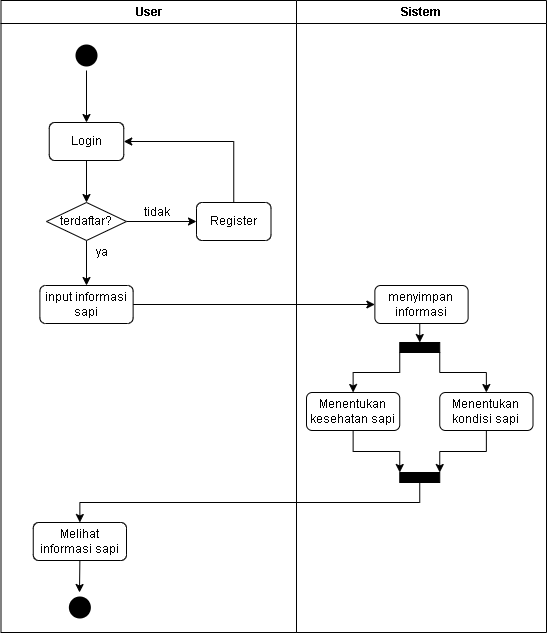 User
Sistem
Login
terdaftar?
tidak
Register
ya
input informasi
sapi
menyimpan
informasi
Menentukan
kesehatan sapi
Menentukan
kondisi sapi
Melihat
informasi sapi